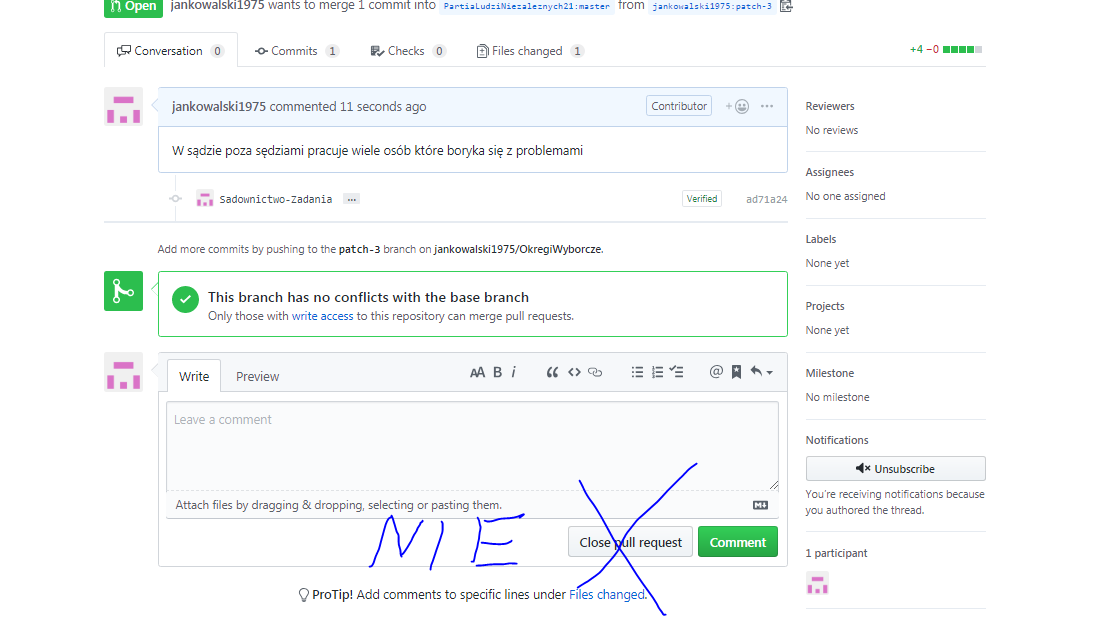 Open jankowalski1975 wants to merge 1 commit into PartiaLudziNiezaleznych21:master from jankowalski1975:patch-3
Conversation 0 Commits 1 Checks 0 Files changed 1 +4 −0
jankowalski1975 commented 11 seconds ago Contributor
W sądzie poza sędziami pracuje wiele osób które boryka się z problemami
Sadownictwo-Zadania ... Verified ad71a24
Add more commits by pushing to the patch-3 branch on jankowalski1975/OkregiWyborcze.
This branch has no conflicts with the base branch
Only those with write access to this repository can merge pull requests.
Write Preview AA B i
Leave a comment
Attach files by dragging & dropping, selecting or pasting them.
NIE
Close pull request Comment
ProTip! Add comments to specific lines under Files changed.
Reviewers
No reviews
Assignees
No one assigned
Labels
None yet
Projects
None yet
Milestone
No milestone
Notifications
Unsubscribe
You're receiving notifications because
you authored the thread.
1 participant